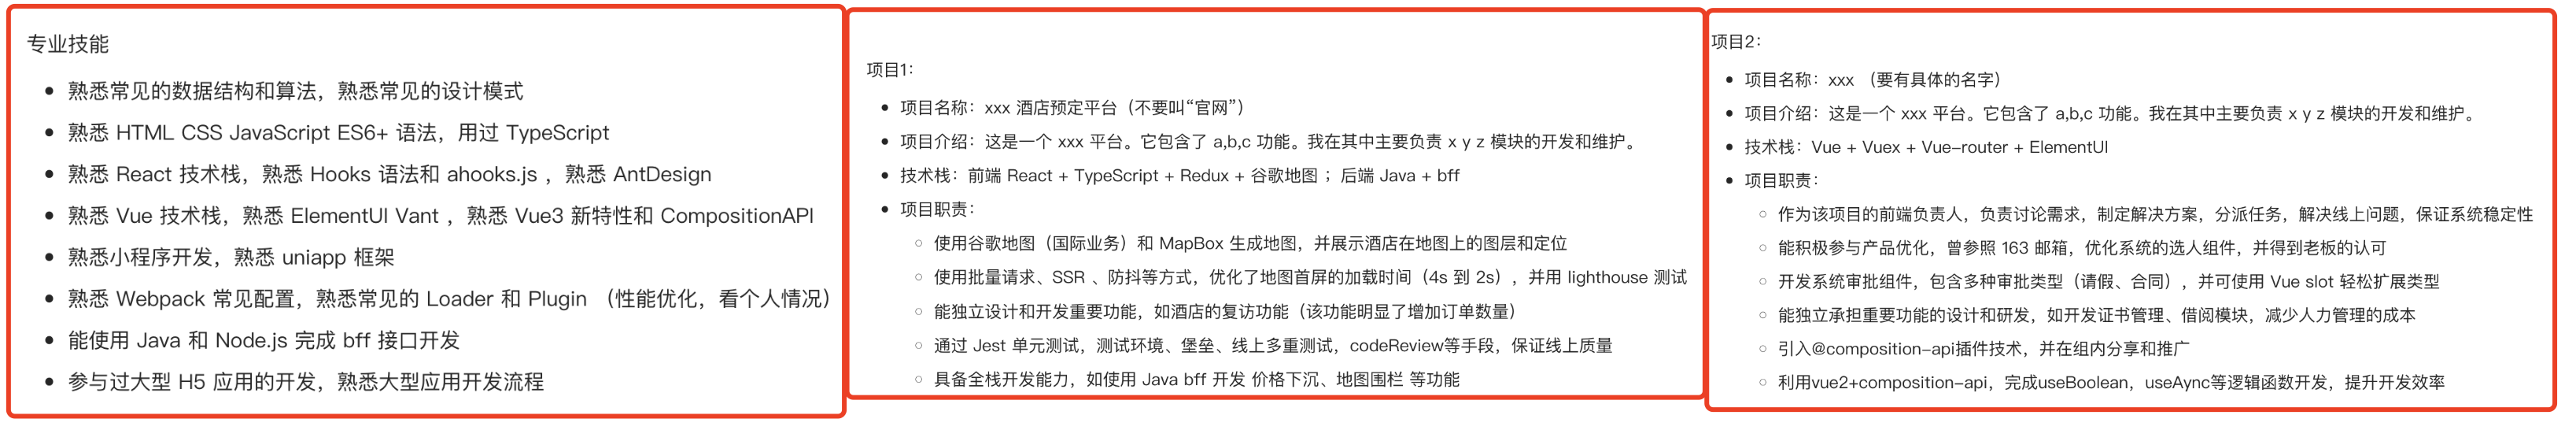 专业技能
熟悉常见的数据结构和算法，熟悉常见的设计模式
熟悉 HTML CSS JavaScript ES6+ 语法，用过 TypeScript
熟悉 React 技术栈，熟悉 Hooks 语法和 ahooks.js ，熟悉 AntDesign
熟悉 Vue 技术栈，熟悉 ElementUI Vant ，熟悉 Vue3 新特性和 CompositionAPI
熟悉小程序开发，熟悉 uniapp 框架
熟悉 Webpack 常见配置，熟悉常见的 Loader 和 Plugin （性能优化，看个人情况）
能使用 Java 和 Node.js 完成 bff 接口开发
参与过大型 H5 应用的开发，熟悉大型应用开发流程
项目1：
项目名称：xxx 酒店预定平台（不要叫“官网”）
项目介绍：这是一个 xxx 平台。它包含了 a,b,c 功能。我在其中主要负责 x y z 模块的开发和维护。
技术栈：前端 React + TypeScript + Redux + 谷歌地图 ；后端 Java + bff
项目职责：
使用谷歌地图（国际业务）和 MapBox 生成地图，并展示酒店在地图上的图层和定位
使用批量请求、SSR 、防抖等方式，优化了地图首屏的加载时间（4s 到 2s），并用 lighthouse 测试
能独立设计和开发重要功能，如酒店的复访功能（该功能明显了增加订单数量）
通过 Jest 单元测试，测试环境、堡垒、线上多重测试，codeReview等手段，保证线上质量
具备全栈开发能力，如使用 Java bff 开发 价格下沉、地图围栏 等功能
项目2：
项目名称：xxx （要有具体的名字）
项目介绍：这是一个 xxx 平台。它包含了 a,b,c 功能。我在其中主要负责 x y z 模块的开发和维护。
技术栈：Vue + Vuex + Vue-router + ElementUI
项目职责：
作为该项目的前端负责人，负责讨论需求，制定解决方案，分派任务，解决线上问题，保证系统稳定性
能积极参与产品优化，曾参照 163 邮箱，优化系统的选人组件，并得到老板的认可
开发系统审批组件，包含多种审批类型（请假、合同），并可使用 Vue slot 轻松扩展类型
能独立承担重要功能的设计和研发，如开发证书管理、借阅模块，减少人力管理的成本
引入@composition-api插件技术，并在组内分享和推广
利用vue2+composition-api，完成useBoolean，useAync等逻辑函数开发，提升开发效率